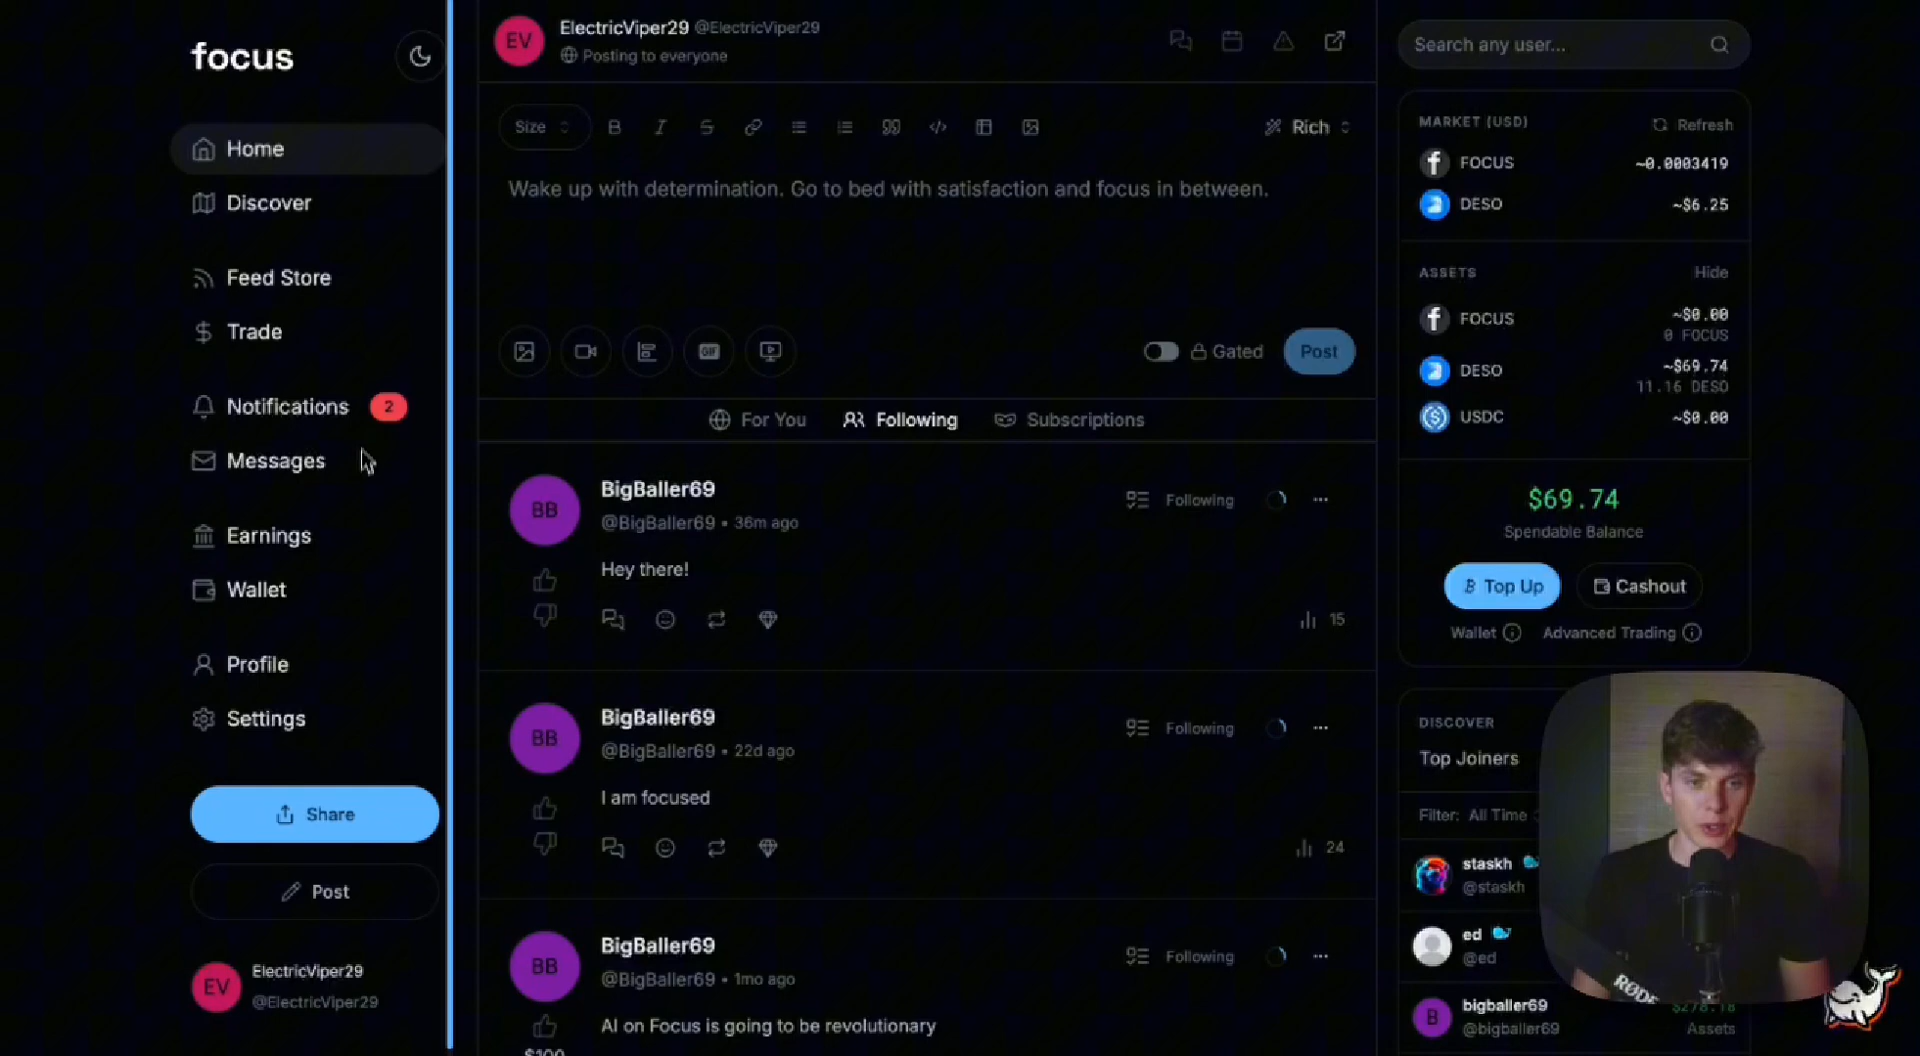 focus
Home
Discover
Feed Store
Trade
Notifications 2
Messages
Earnings
Wallet
Profile
Settings
Share
Post
EV
ElectricViper29
@ElectricViper29
EV
ElectricViper29 @ElectricViper29
Posting to everyone
Size
Rich
Wake up with determination. Go to bed with satisfaction and focus in between.
GIF
Gated
Post
For You
Following
Subscriptions
BB
BigBaller69
@BigBaller69 • 36m ago
Following
Hey there!
15
BB
BigBaller69
@BigBaller69 • 22d ago
Following
I am focused
24
BB
BigBaller69
@BigBaller69 • 1mo ago
Following
AI on Focus is going to be revolutionary
$100
Search any user...
MARKET (USD)
Refresh
FOCUS ~0.0003419
DESO ~$6.25
ASSETS
Hide
FOCUS ~$0.00
0 FOCUS
DESO ~$69.74
11.16 DESO
USDC ~$0.00
$69.74
Spendable Balance
Top Up
Cashout
Wallet
Advanced Trading
DISCOVER
Top Joiners
Filter: All Time
staskh
@staskh
ed
@ed
B
bigballer69
@bigballer69
$278.18
Assets
RØDE